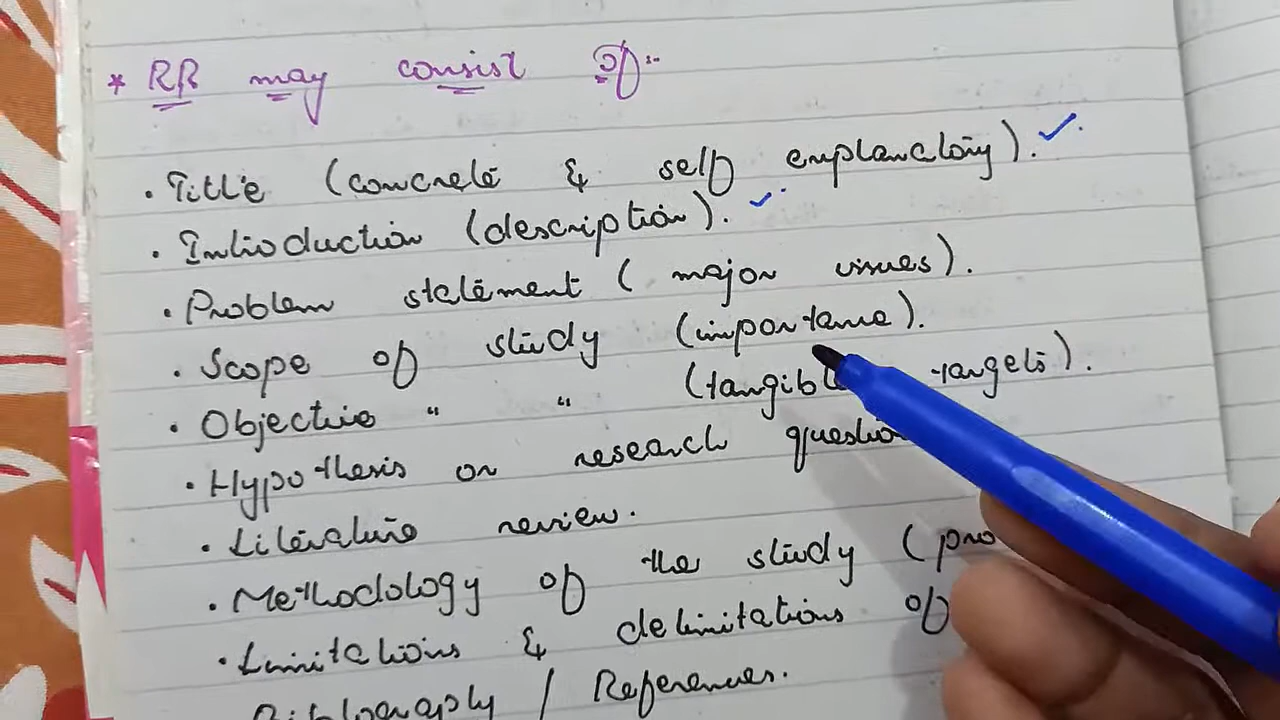 * RR may consist of :-
• Title (concrete & self explanatory). ✓
• Introduction (description). ✓
• Problem statement (major issues).
• Scope of study (importance).
• Objective " " (tangible targets).
• Hypothesis or research
• Literature review.
• Methodology of the study (
• Limitations & delimitations of
/ References.